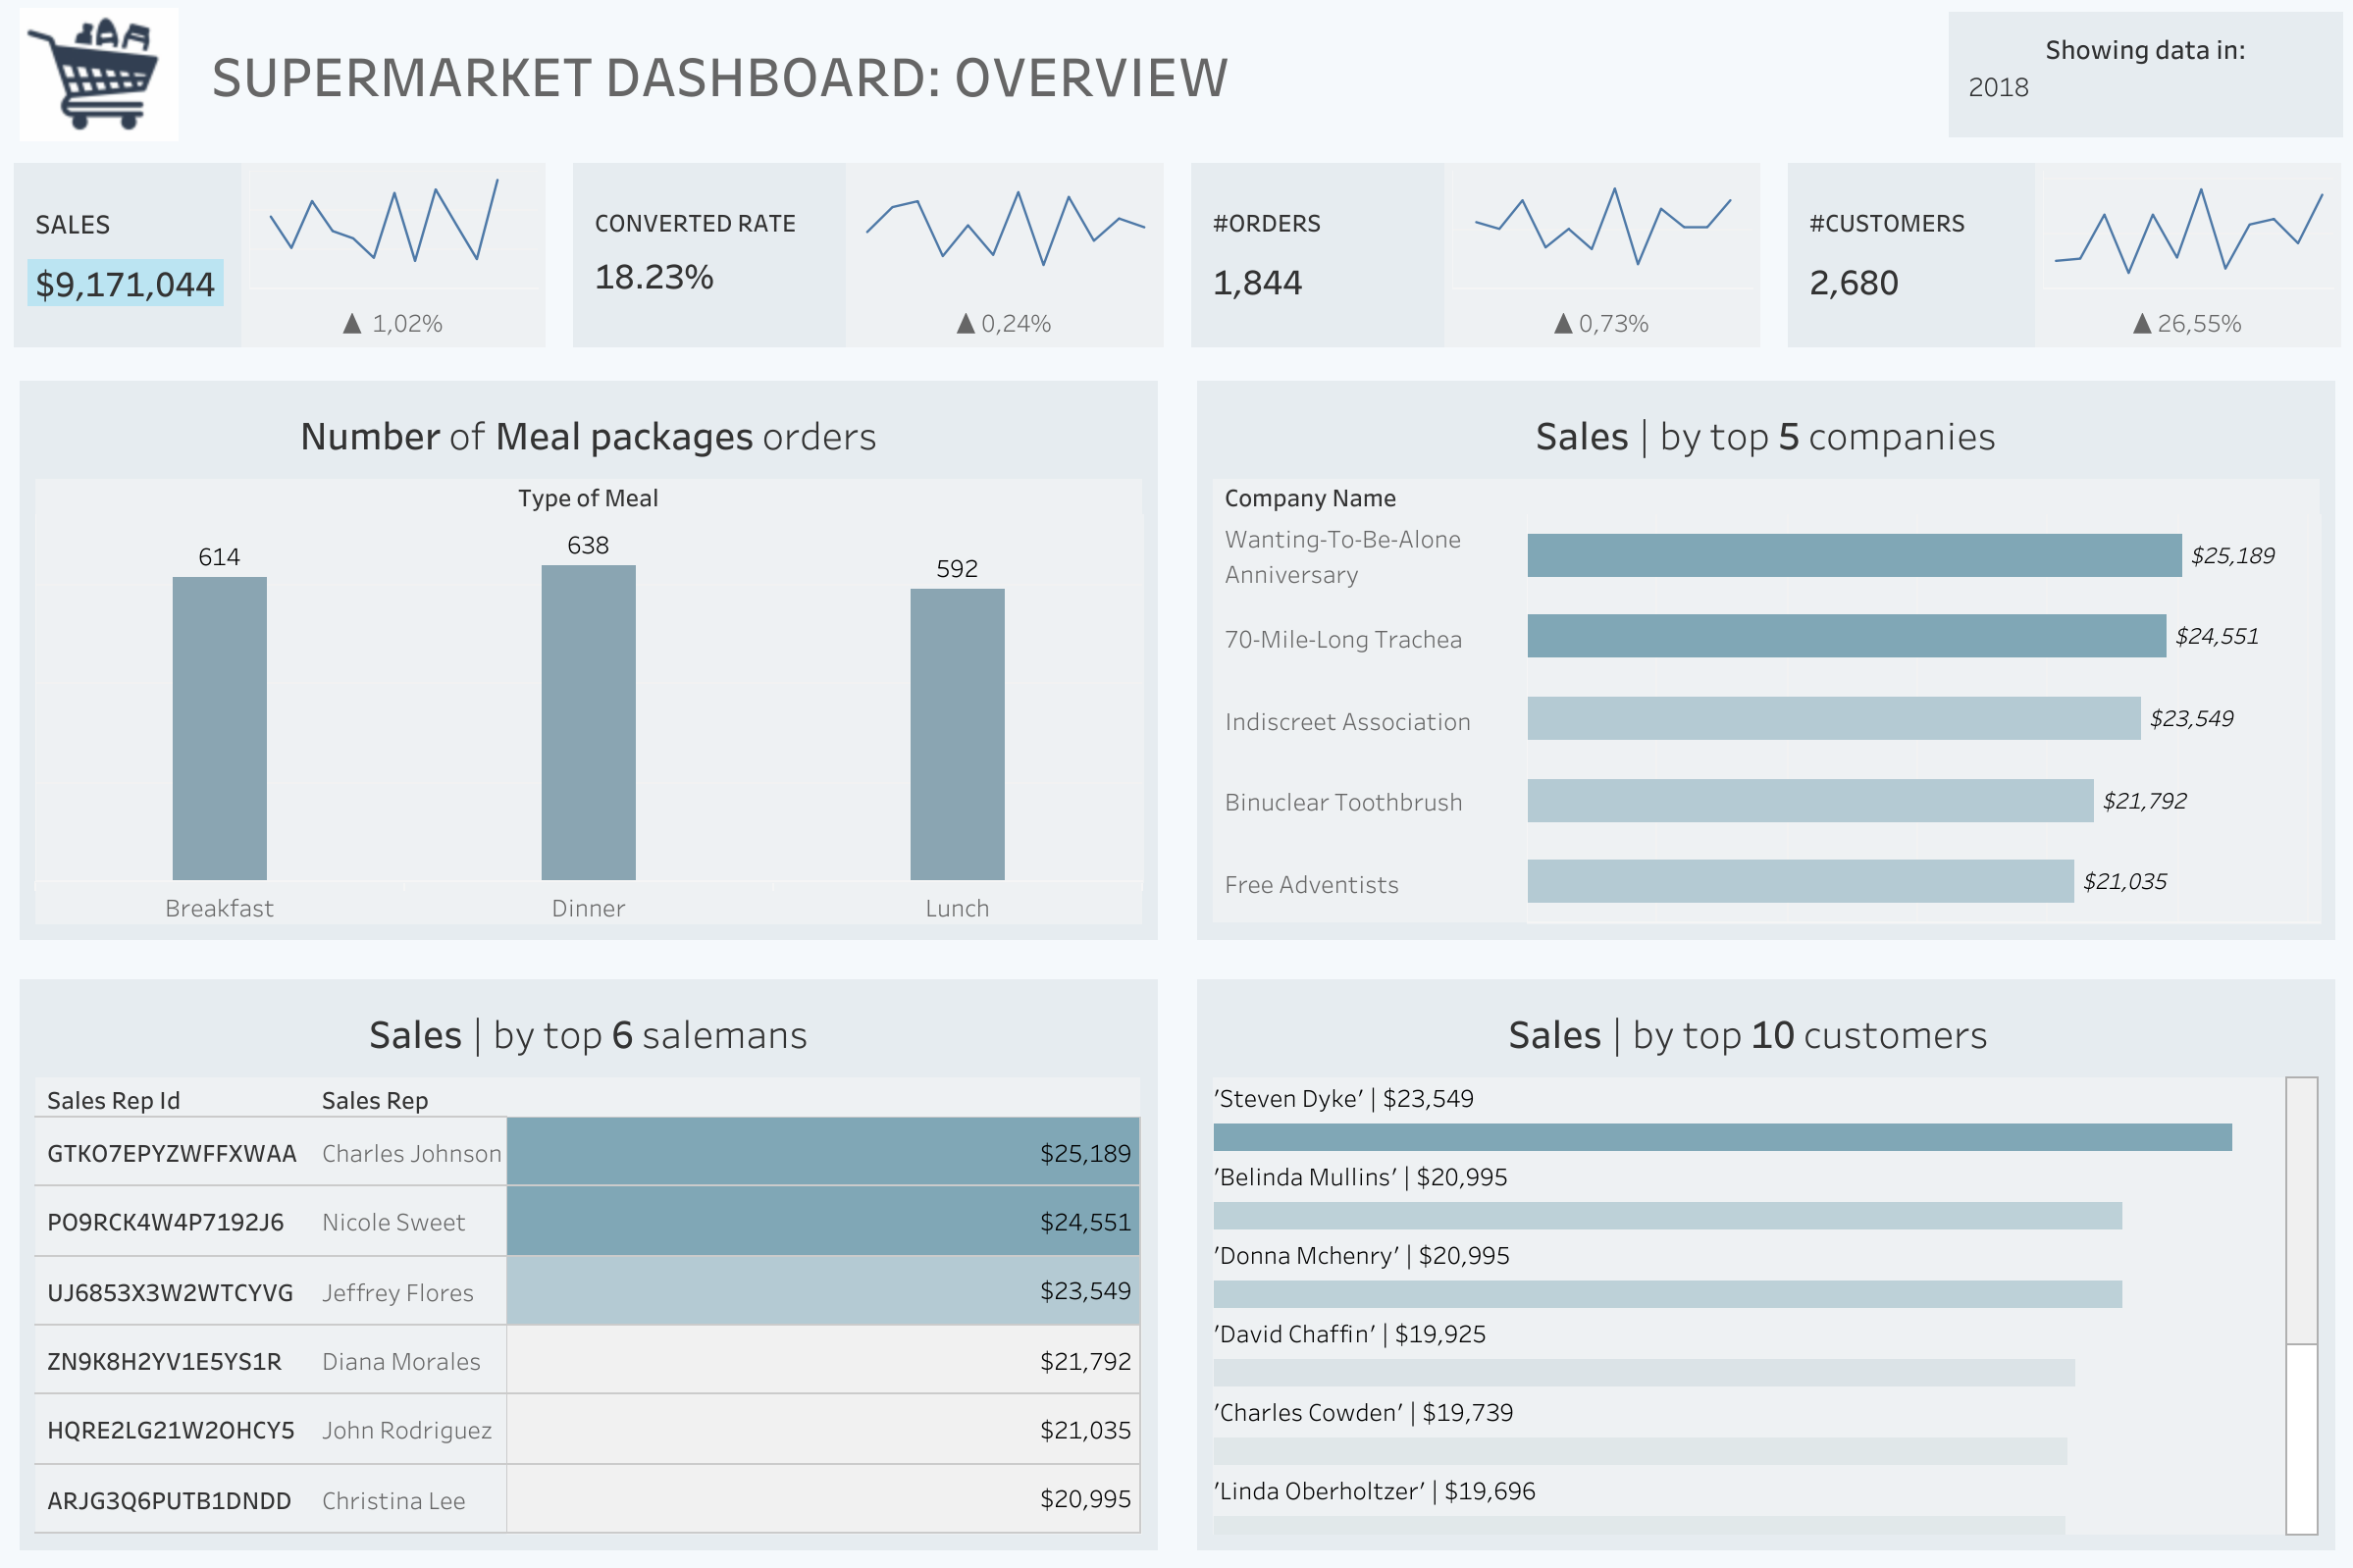 SUPERMARKET DASHBOARD: OVERVIEW
Showing data in:
2018
SALES
$9,171,044
▲ 1,02%
CONVERTED RATE
18.23%
▲ 0,24%
#ORDERS
1,844
▲ 0,73%
#CUSTOMERS
2,680
▲ 26,55%
Number of Meal packages orders
Type of Meal
614
638
592
Breakfast
Dinner
Lunch
Sales | by top 5 companies
Company Name
Wanting-To-Be-Alone
Anniversary
$25,189
70-Mile-Long Trachea
$24,551
Indiscreet Association
$23,549
Binuclear Toothbrush
$21,792
Free Adventists
$21,035
Sales | by top 6 salemans
Sales Rep Id Sales Rep
GTKO7EPYZWFFXWAA Charles Johnson $25,189
PO9RCK4W4P7192J6 Nicole Sweet $24,551
UJ6853X3W2WTCYVG Jeffrey Flores $23,549
ZN9K8H2YV1E5YS1R Diana Morales $21,792
HQRE2LG21W2OHCY5 John Rodriguez $21,035
ARJG3Q6PUTB1DNDD Christina Lee $20,995
Sales | by top 10 customers
'Steven Dyke' | $23,549
'Belinda Mullins' | $20,995
'Donna Mchenry' | $20,995
'David Chaffin' | $19,925
'Charles Cowden' | $19,739
'Linda Oberholtzer' | $19,696